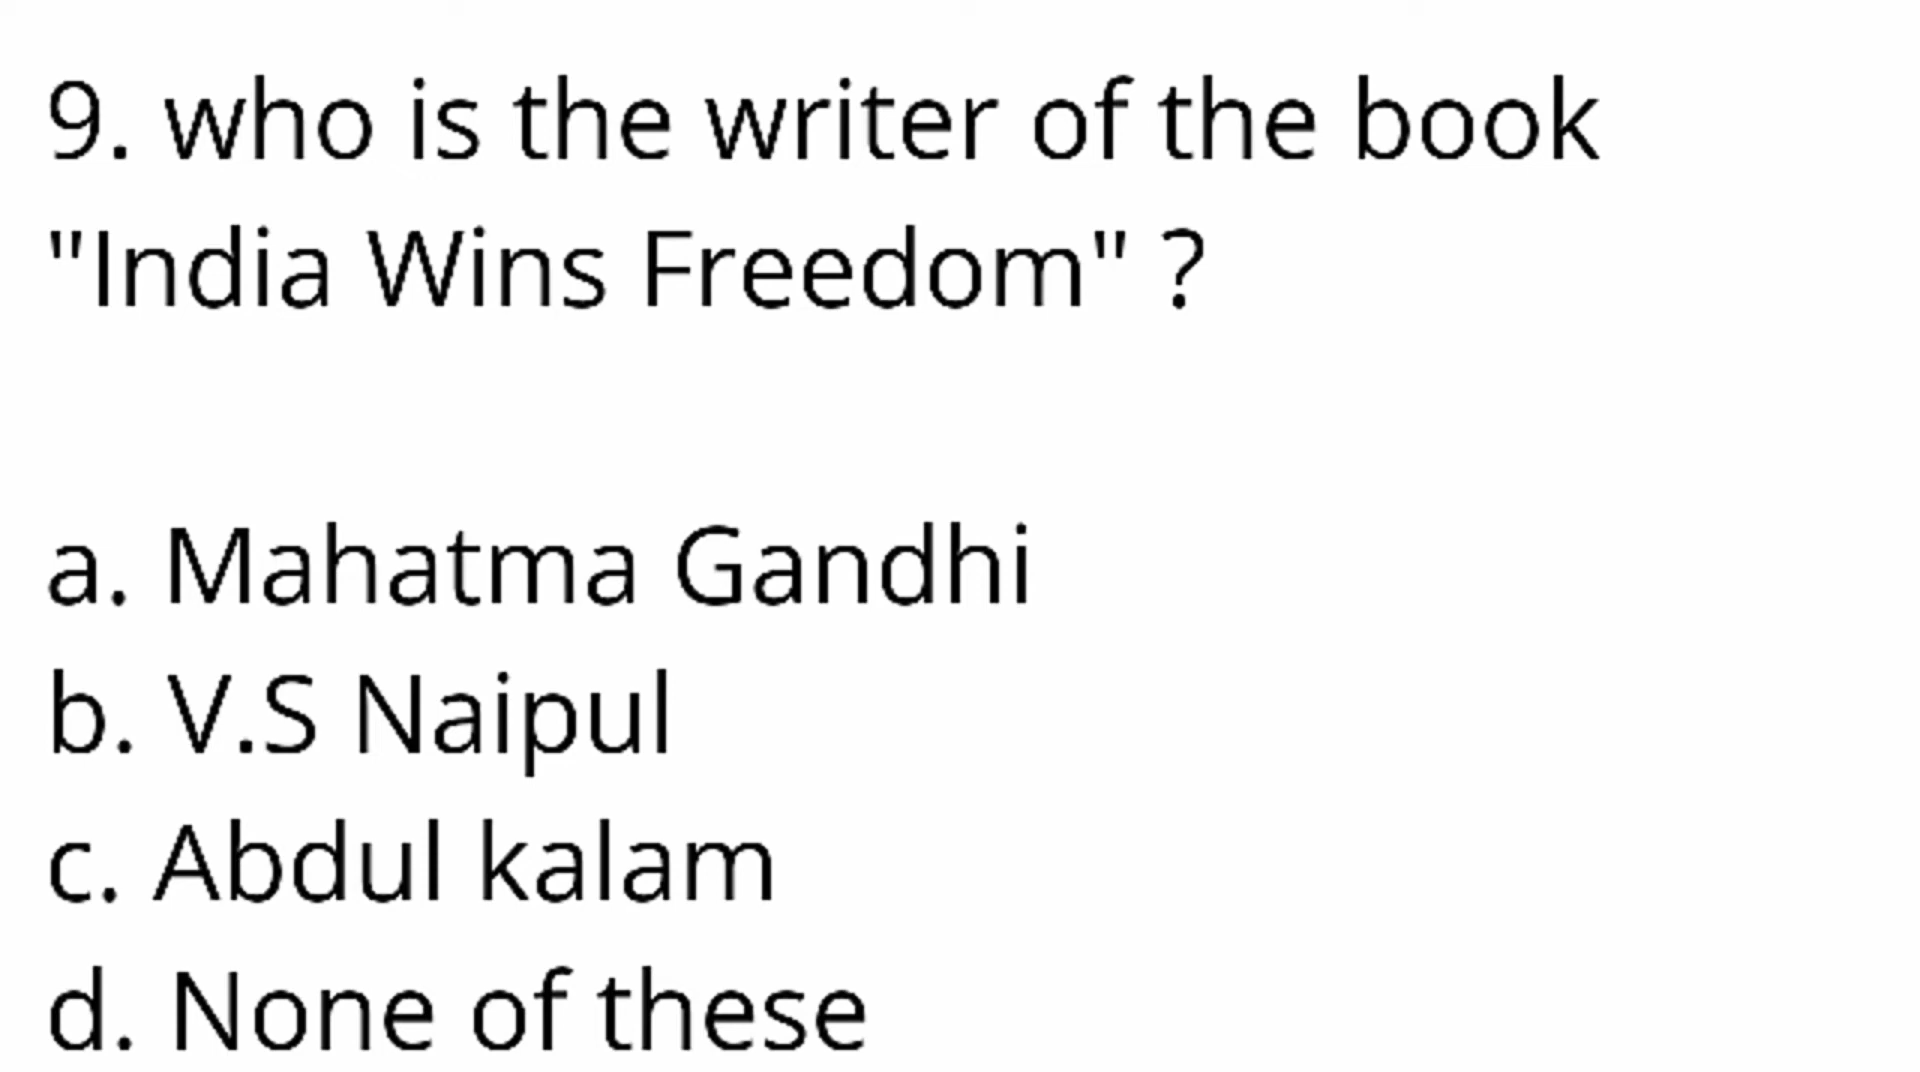 9. who is the writer of the book
"India Wins Freedom" ?
a. Mahatma Gandhi
b. V.S Naipul
c. Abdul kalam
d. None of these